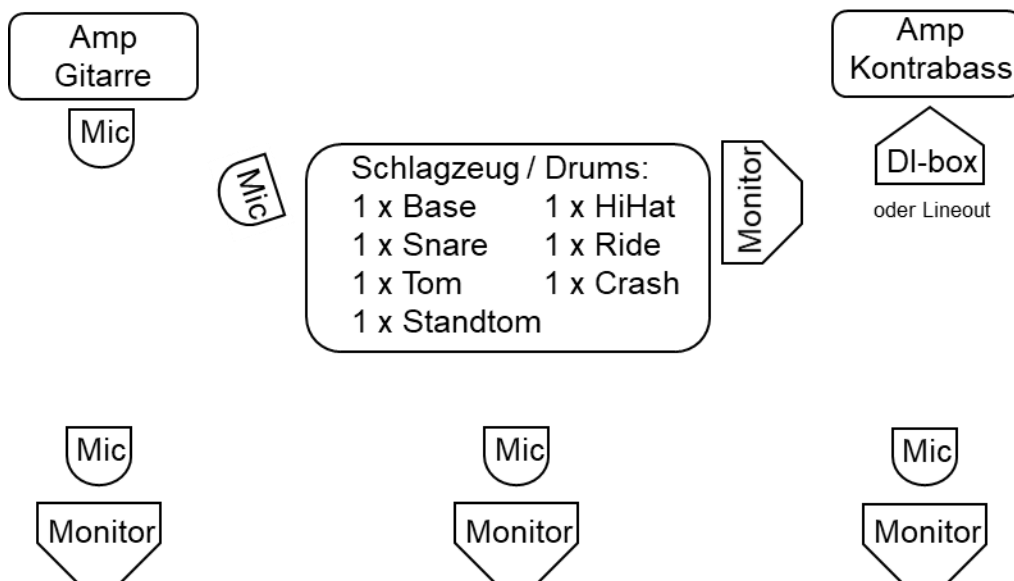 Amp
Gitarre
Mic
Amp
Kontrabass
DI-box
oder Lineout
Mic
Schlagzeug / Drums:
1 x Base 1 x HiHat
1 x Snare 1 x Ride
1 x Tom 1 x Crash
1 x Standtom
Monitor
Mic
Monitor
Mic
Monitor
Mic
Monitor